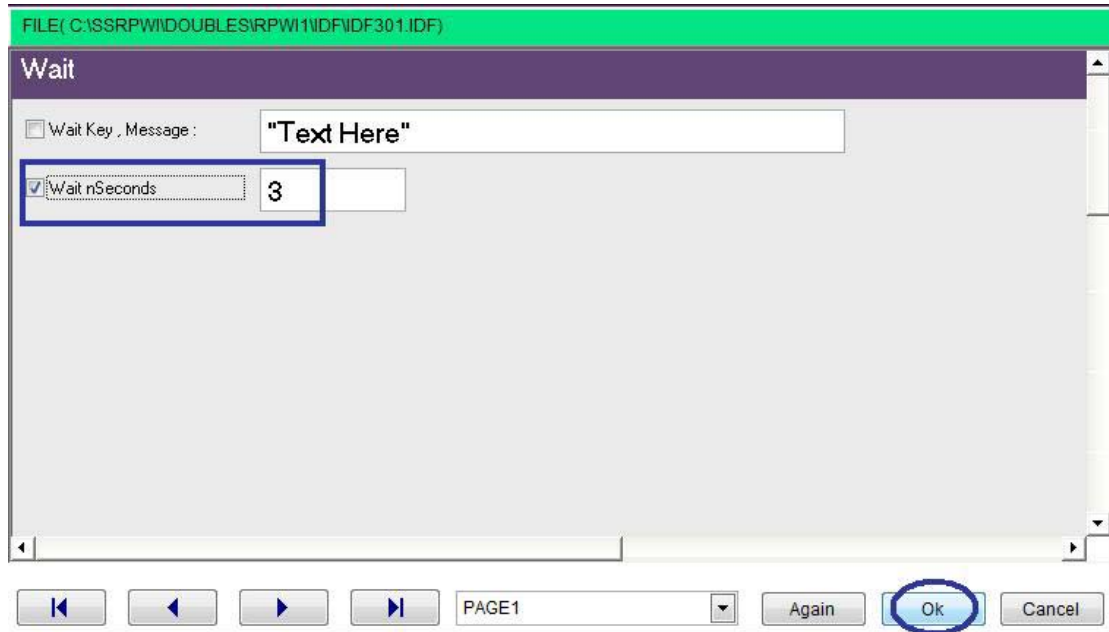 FILE( C:\SSRPWI\DOUBLES\RPWI1\IDF\IDF301.IDF)
Wait
Wait Key , Message : "Text Here"
Wait nSeconds 3
PAGE1 Again Ok Cancel